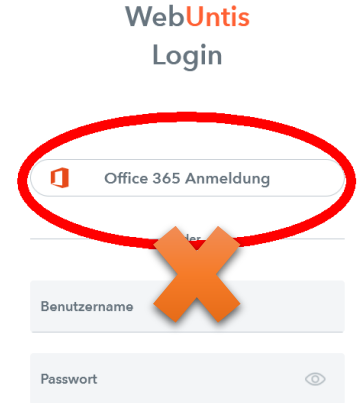 WebUntis
Login
Office 365 Anmeldung
Benutzername
Passwort